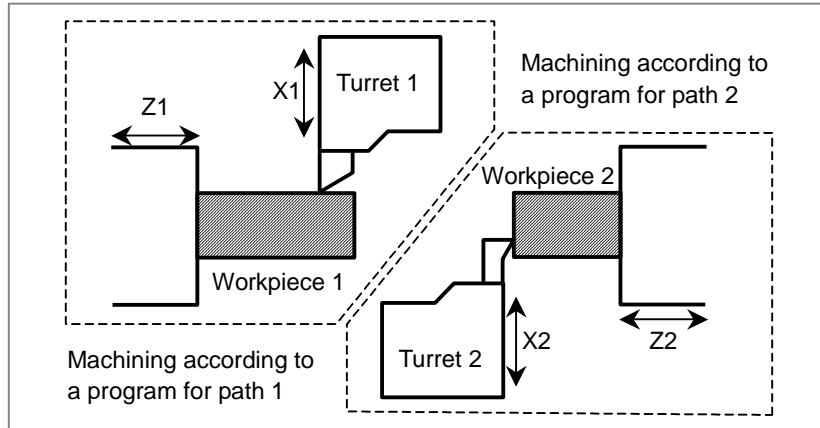 X1
Turret 1
Z1
Machining according to
a program for path 2
Workpiece 2
Workpiece 1
Turret 2
X2
Z2
Machining according to
a program for path 1